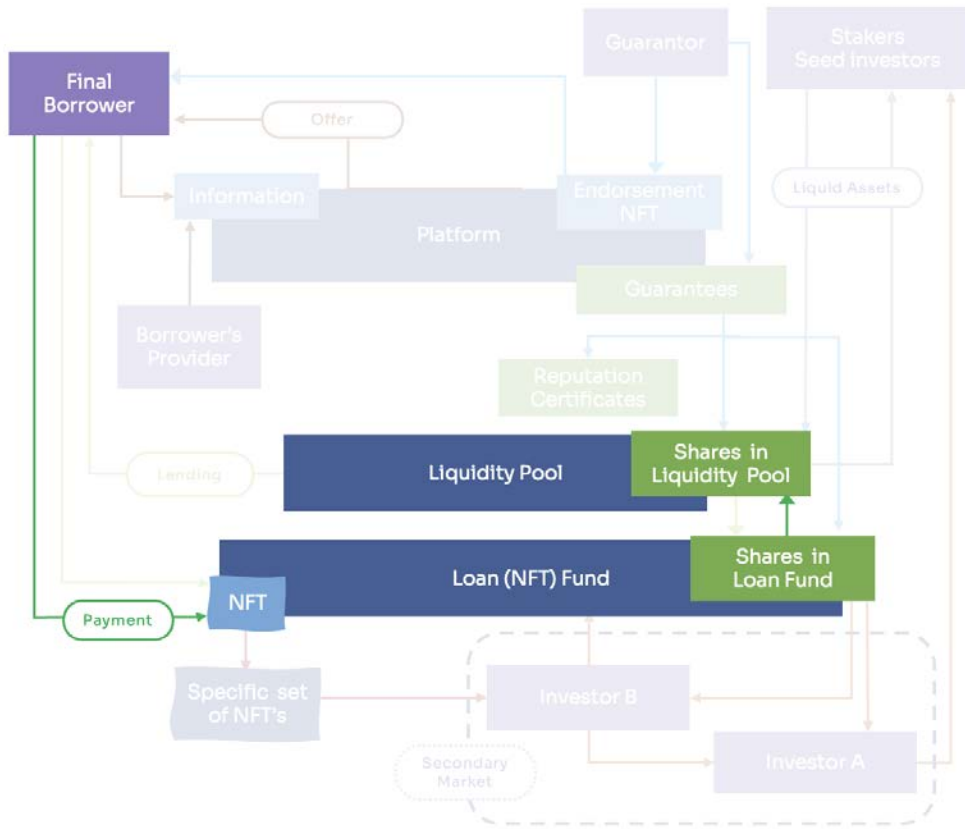 Guarantor
Stakers
Seed Investors
Final
Borrower
Offer
Information
Endorsement
NFT
Liquid Assets
Platform
Guarantees
Borrower's
Provider
Reputation
Certificates
Shares in
Liquidity Pool
Liquidity Pool
Lending
Shares in
Loan Fund
Loan (NFT) Fund
NFT
Payment
Specific set
of NFT's
Investor B
Secondary
Market
Investor A